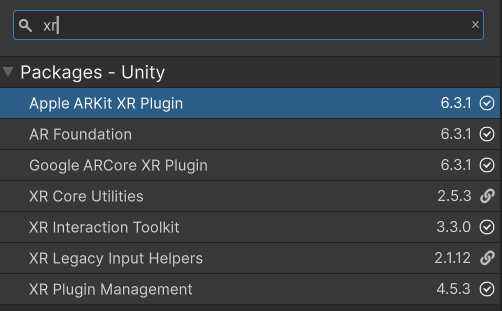 xr
Packages - Unity
Apple ARKit XR Plugin 6.3.1
AR Foundation 6.3.1
Google ARCore XR Plugin 6.3.1
XR Core Utilities 2.5.3
XR Interaction Toolkit 3.3.0
XR Legacy Input Helpers 2.1.12
XR Plugin Management 4.5.3